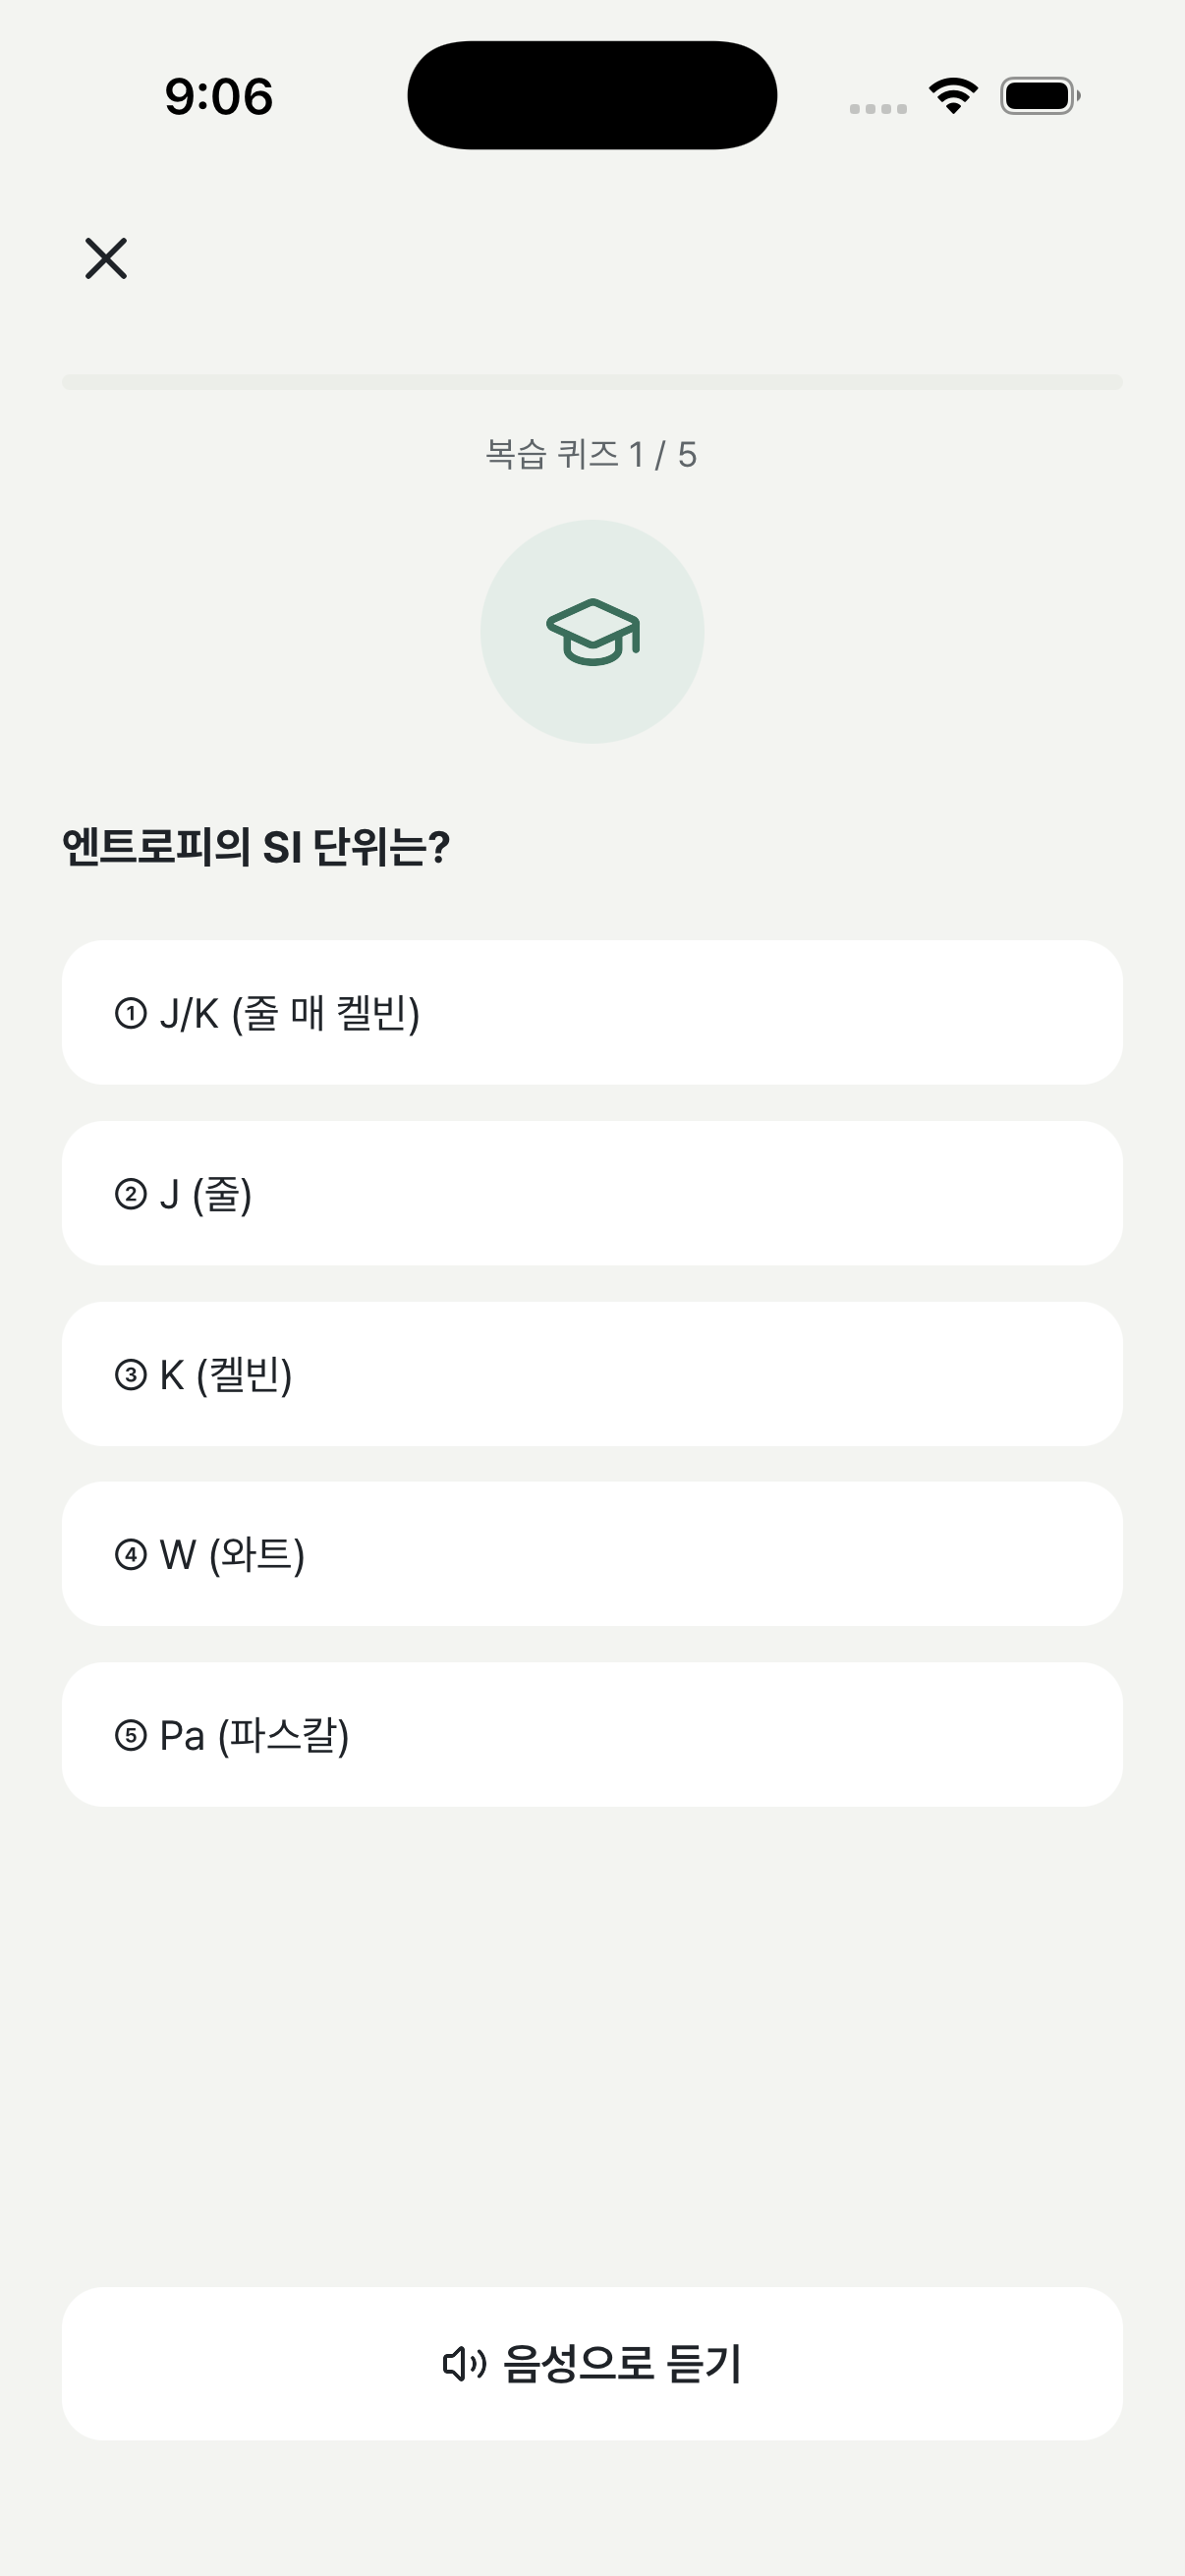 9:06
복습 퀴즈 1 / 5
엔트로피의 SI 단위는?
① J/K (줄 매 켈빈)
② J (줄)
③ K (켈빈)
④ W (와트)
⑤ Pa (파스칼)
음성으로 듣기